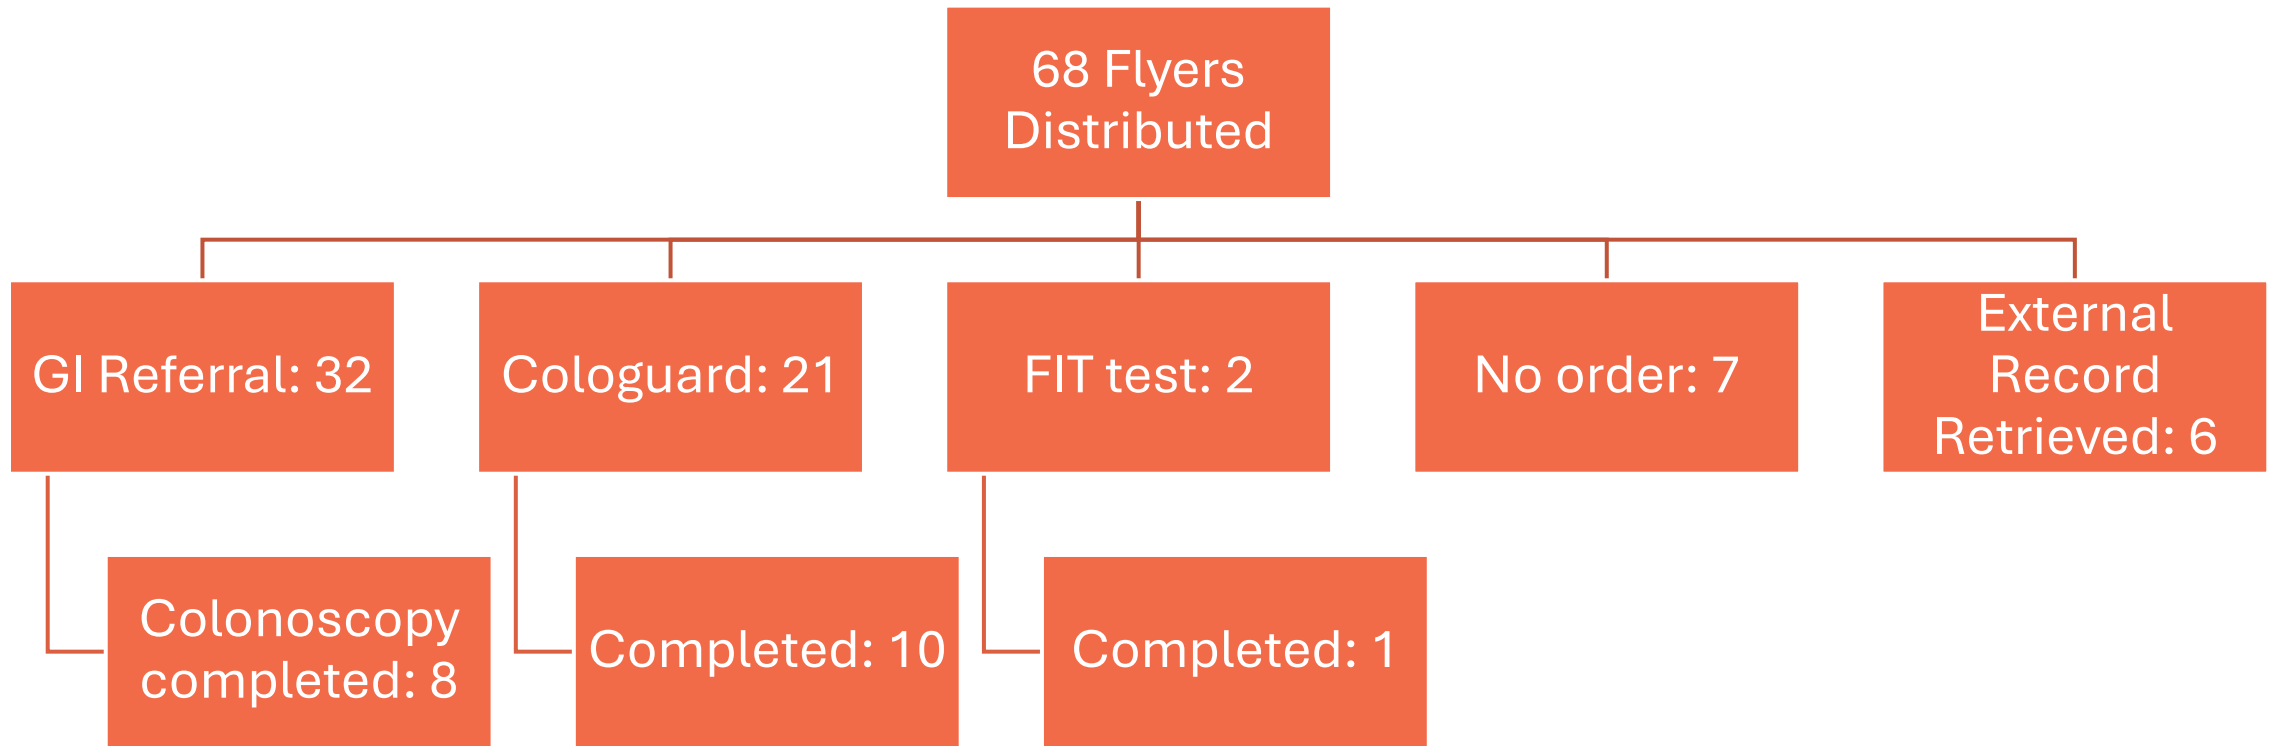 68 Flyers
Distributed
GI Referral: 32
Cologuard: 21
FIT test: 2
No order: 7
External
Record
Retrieved: 6
Colonoscopy
completed: 8
Completed: 10
Completed: 1